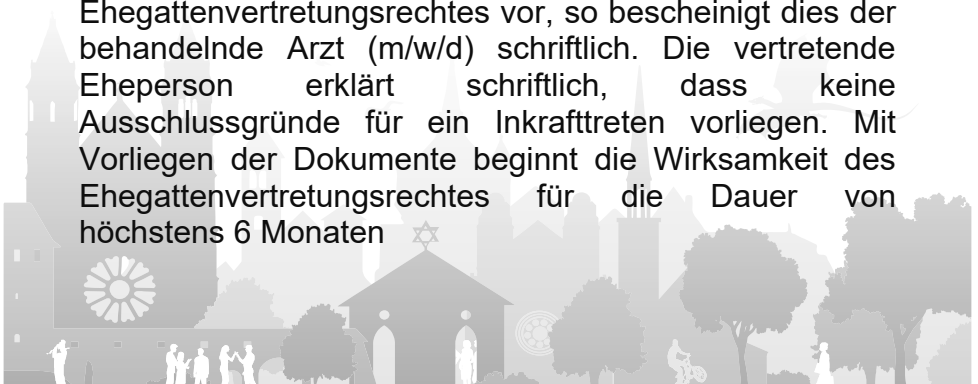 Ehegattenvertretungsrechtes vor, so bescheinigt dies der
behandelnde Arzt (m/w/d) schriftlich. Die vertretende
Eheperson erklärt schriftlich, dass keine
Ausschlussgründe für ein Inkrafttreten vorliegen. Mit
Vorliegen der Dokumente beginnt die Wirksamkeit des
Ehegattenvertretungsrechtes für die Dauer von
höchstens 6 Monaten